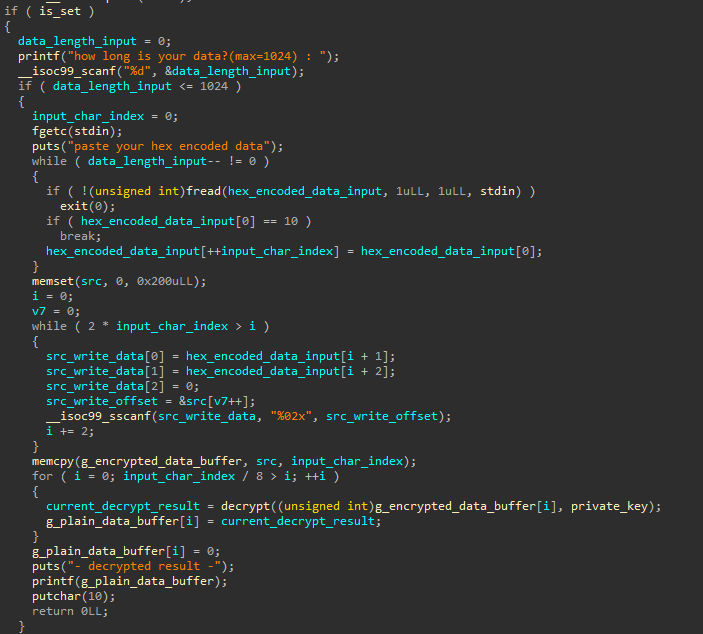 if ( is_set )
{
data_length_input = 0;
printf("how long is your data?(max=1024) : ");
__isoc99_scanf("%d", &data_length_input);
if ( data_length_input <= 1024 )
{
input_char_index = 0;
fgetc(stdin);
puts("paste your hex encoded data");
while ( data_length_input-- != 0 )
{
if ( !(unsigned int)fread(hex_encoded_data_input, 1uLL, 1uLL, stdin) )
exit(0);
if ( hex_encoded_data_input[0] == 10 )
break;
hex_encoded_data_input[++input_char_index] = hex_encoded_data_input[0];
}
memset(src, 0, 0x200uLL);
i = 0;
v7 = 0;
while ( 2 * input_char_index > i )
{
src_write_data[0] = hex_encoded_data_input[i + 1];
src_write_data[1] = hex_encoded_data_input[i + 2];
src_write_data[2] = 0;
src_write_offset = &src[v7++];
__isoc99_sscanf(src_write_data, "%02x", src_write_offset);
i += 2;
}
memcpy(g_encrypted_data_buffer, src, input_char_index);
for ( i = 0; input_char_index / 8 > i; ++i )
{
current_decrypt_result = decrypt((unsigned int)g_encrypted_data_buffer[i], private_key);
g_plain_data_buffer[i] = current_decrypt_result;
}
g_plain_data_buffer[i] = 0;
puts("- decrypted result -");
printf(g_plain_data_buffer);
putchar(10);
return 0LL;
}